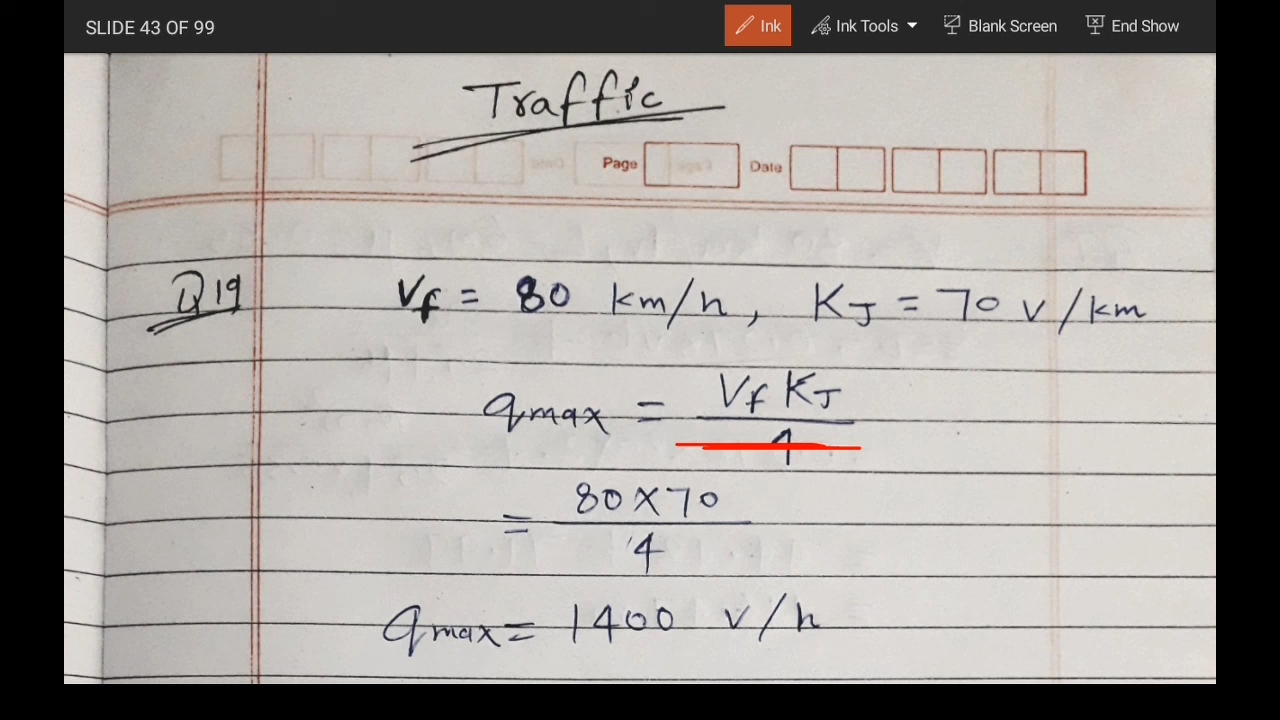 SLIDE 43 OF 99 Ink Ink Tools Blank Screen End Show
Traffic
Page Date
Q19 Vf = 80 km/h, KJ = 70 v/km
qmax = Vf KJ / 4
= 80 × 70 / 4
qmax = 1400 v/h